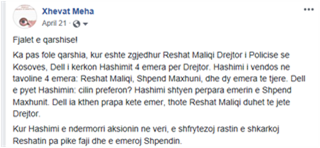 Xhevat Meha
April 21 ·
Fjalet e qarshise!
Ka pas fole qarshia, kur eshte zgjedhur Reshat Maliqi Drejtor i Policise se
Kosoves, Dell i kerkon Hashimit 4 emera per Drejtor. Hashimi i vendos ne
tavoline 4 emera: Reshat Maliqi, Shpend Maxhuni, dhe dy emera te tjere. Dell
e pyet Hashimin: cilin preferon? Hashimi shtyen perpara emerin e Shpend
Maxhunit. Dell ia kthen prapa kete emer, thote Reshat Maliqi duhet te jete
Drejtor.
Kur Hashimi e ndermorri aksionin ne veri, e shfrytezoj rastin e shkarkoj
Reshatin pa pike faji dhe e emeroj Shpendin.